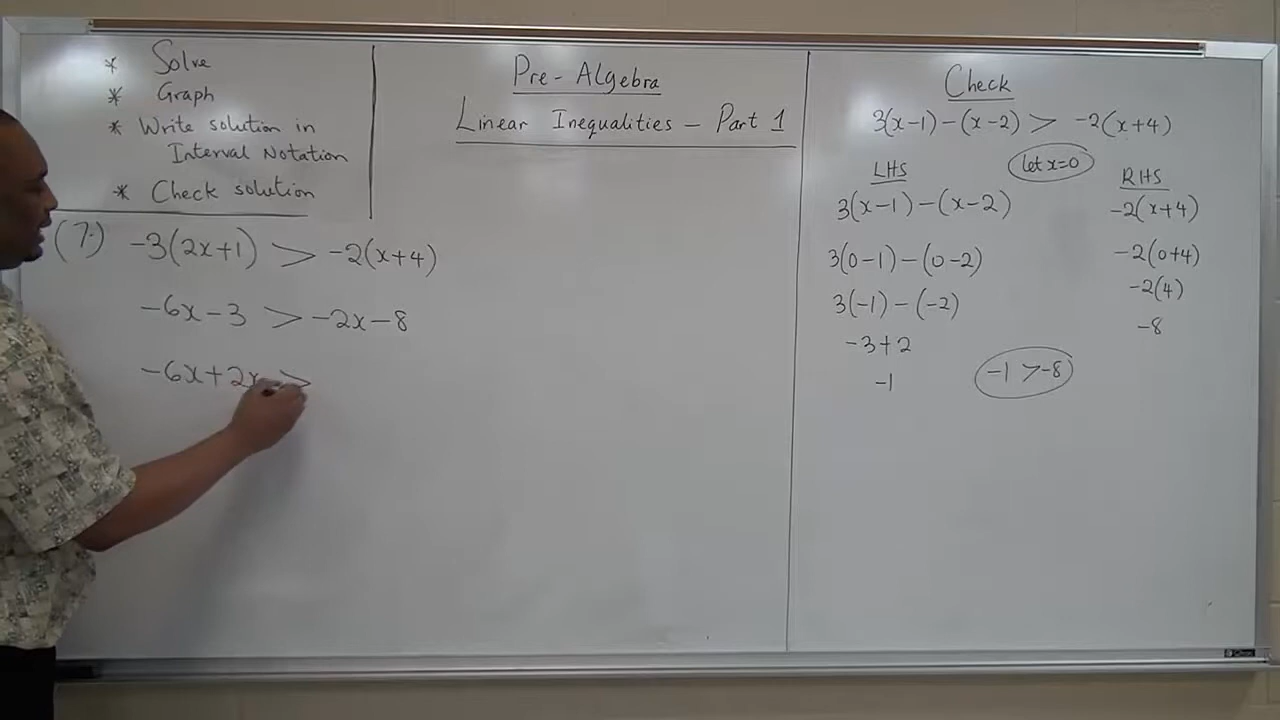 * Solve
* Graph
* Write solution in
Interval Notation
* Check solution
Pre-Algebra
Linear Inequalities - Part 1
(7.) -3(2x+1) > -2(x+4)
-6x-3 > -2x-8
-6x+2x >
Check
3(x-1)-(x-2) > -2(x+4)
let x=0
LHS
3(x-1)-(x-2)
3(0-1)-(0-2)
3(-1)-(-2)
-3+2
-1
RHS
-2(x+4)
-2(0+4)
-2(4)
-8
-1 > -8